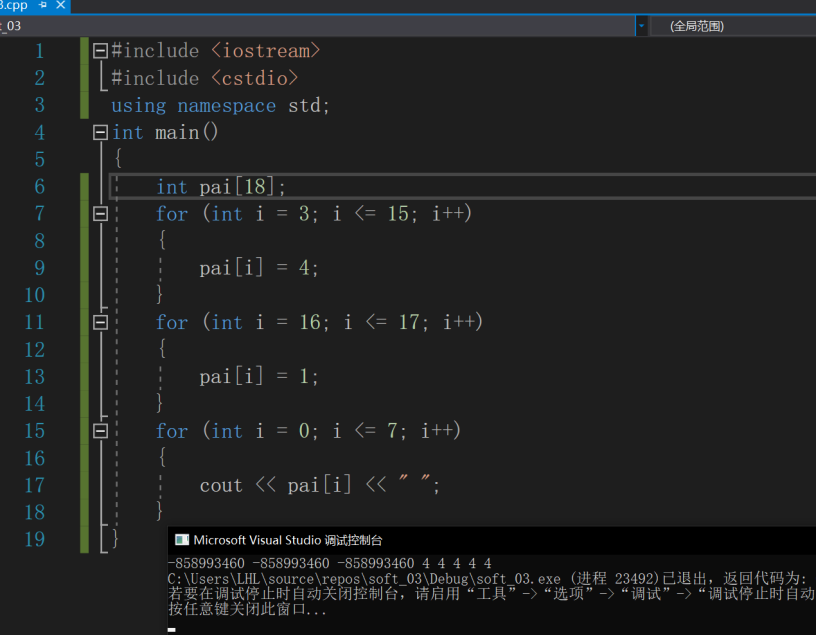 3.cpp
_03 (全局范围)
1 #include <iostream>
2 #include <cstdio>
3 using namespace std;
4 int main()
5 {
6 int pai[18];
7 for (int i = 3; i <= 15; i++)
8 {
9 pai[i] = 4;
10 }
11 for (int i = 16; i <= 17; i++)
12 {
13 pai[i] = 1;
14 }
15 for (int i = 0; i <= 7; i++)
16 {
17 cout << pai[i] << " ";
18 }
19 }
Microsoft Visual Studio 调试控制台
-858993460 -858993460 -858993460 4 4 4 4 4
C:\Users\LHL\source\repos\soft_03\Debug\soft_03.exe (进程 23492)已退出，返回代码为:
若要在调试停止时自动关闭控制台，请启用“工具”->“选项”->“调试”->“调试停止时自动
按任意键关闭此窗口...